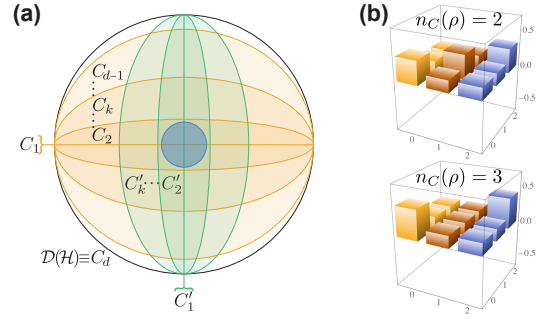 (a)
C_{d-1}
C_k
C_2
C_1
C'_k ··· C'_2
𝒟(ℋ)≡C_d
C'_1
(b)
n_C(ρ) = 2
0.5
0.0
−0.5
0
1
2
0
1
2
n_C(ρ) = 3
0.5
0.0
−0.5
0
1
2
0
1
2